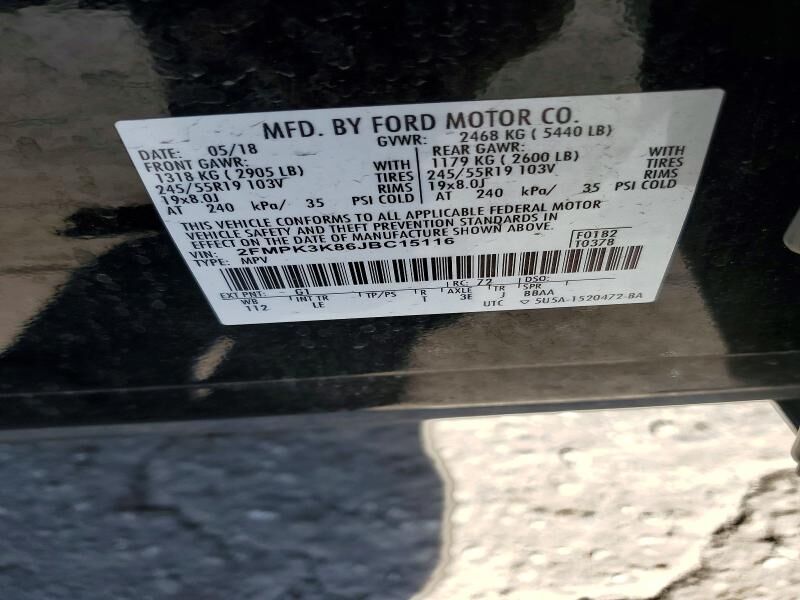 MFD. BY FORD MOTOR CO.
DATE: 05/18 GVWR: 2468 KG ( 5440 LB)
FRONT GAWR: REAR GAWR:
1318 KG ( 2905 LB) WITH 1179 KG ( 2600 LB) WITH
245/55R19 103V TIRES 245/55R19 103V TIRES
19x8.0J RIMS 19x8.0J RIMS
AT 240 kPa/ 35 PSI COLD AT 240 kPa/ 35 PSI COLD
THIS VEHICLE CONFORMS TO ALL APPLICABLE FEDERAL MOTOR
VEHICLE SAFETY AND THEFT PREVENTION STANDARDS IN
EFFECT ON THE DATE OF MANUFACTURE SHOWN ABOVE.
VIN: 2FMPK3K86JBC15116 F0182
TYPE: MPV T0378
EXT PNT: G1 RC: 72 DSO:
WB INT TR TP/PS R AXLE TR SPR
112 LE T 3E J 8BAA
UTC 5U5A-1520472-BA